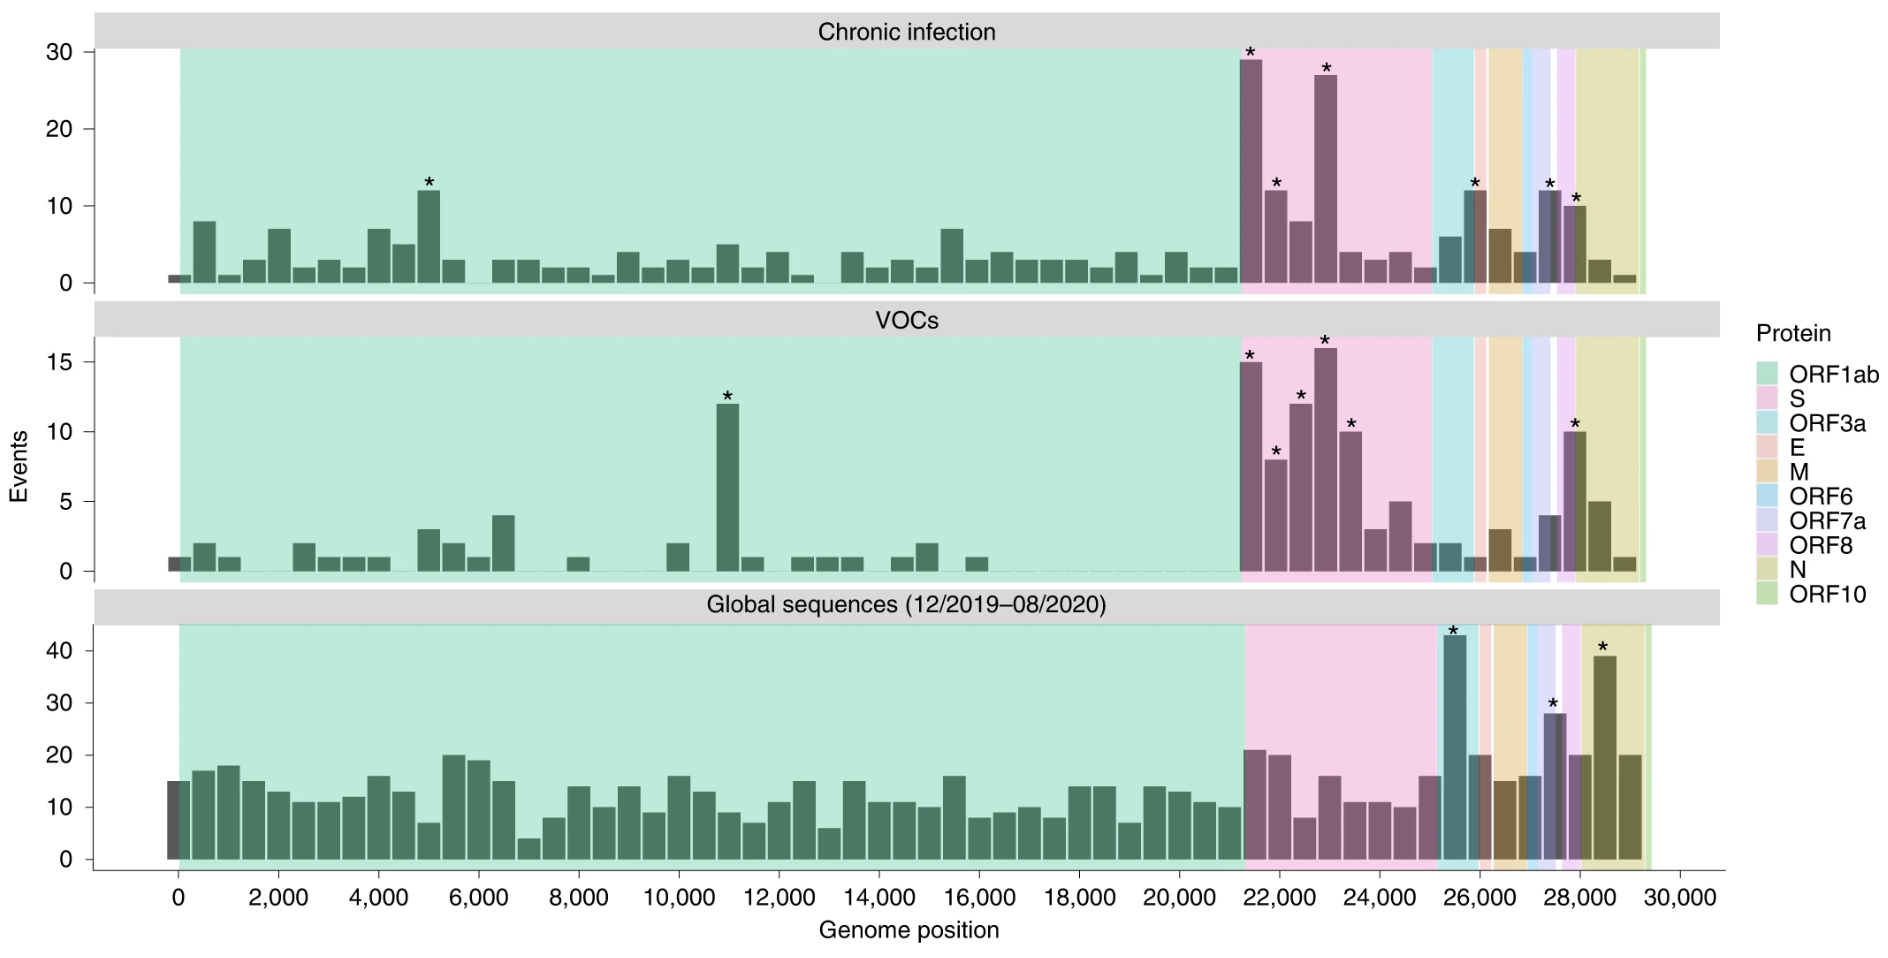 Chronic infection
30
20
10
0
* * * * * * *
VOCs
15
10
5
0
* * * * * * *
Global sequences (12/2019–08/2020)
40
30
20
10
0
* * *
0 2,000 4,000 6,000 8,000 10,000 12,000 14,000 16,000 18,000 20,000 22,000 24,000 26,000 28,000 30,000
Genome position
Events
Protein
ORF1ab
S
ORF3a
E
M
ORF6
ORF7a
ORF8
N
ORF10